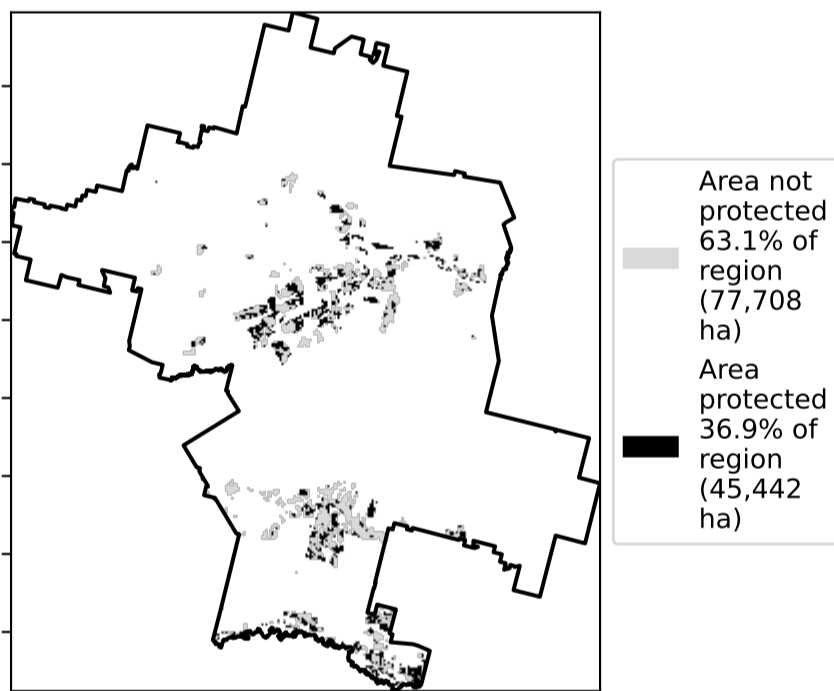 Area not
protected
63.1% of
region
(77,708
ha)
Area
protected
36.9% of
region
(45,442
ha)